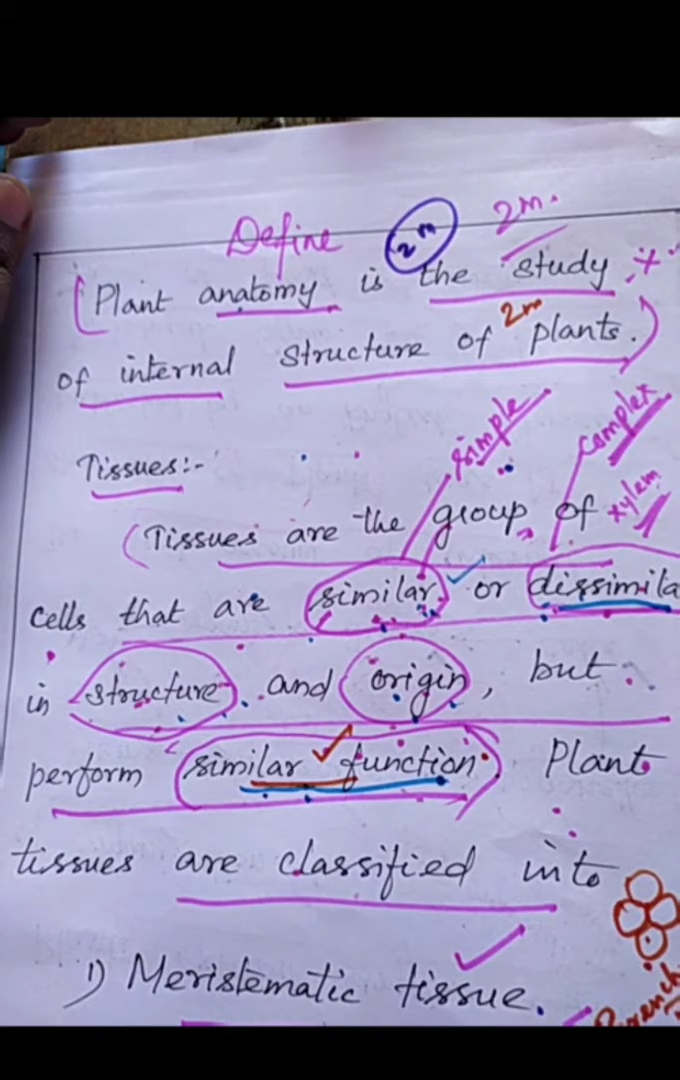 Define 2m 2m.
(Plant anatomy is the study
2m
of internal structure of plants.)
simple complex
Tissues:-
xylem
(Tissues are the group of
cells that are similar or dissimila
in structure and origin, but
perform similar function. Plant
tissues are classified into
1) Meristematic tissue.